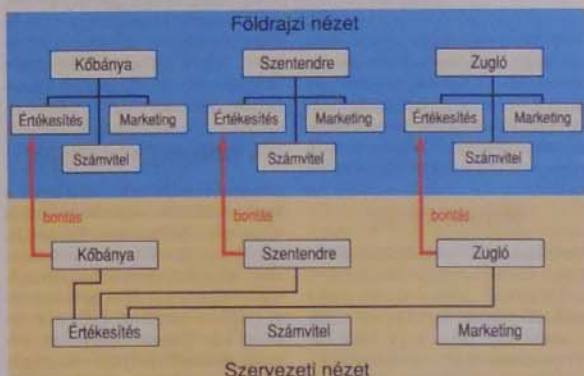 Földrajzi nézet
Kőbánya Szentendre Zugló
Értékesítés Marketing Értékesítés Marketing Értékesítés Marketing
Számvitel Számvitel Számvitel
bontás bontás bontás
Kőbánya Szentendre Zugló
Értékesítés Számvitel Marketing
Szervezeti nézet